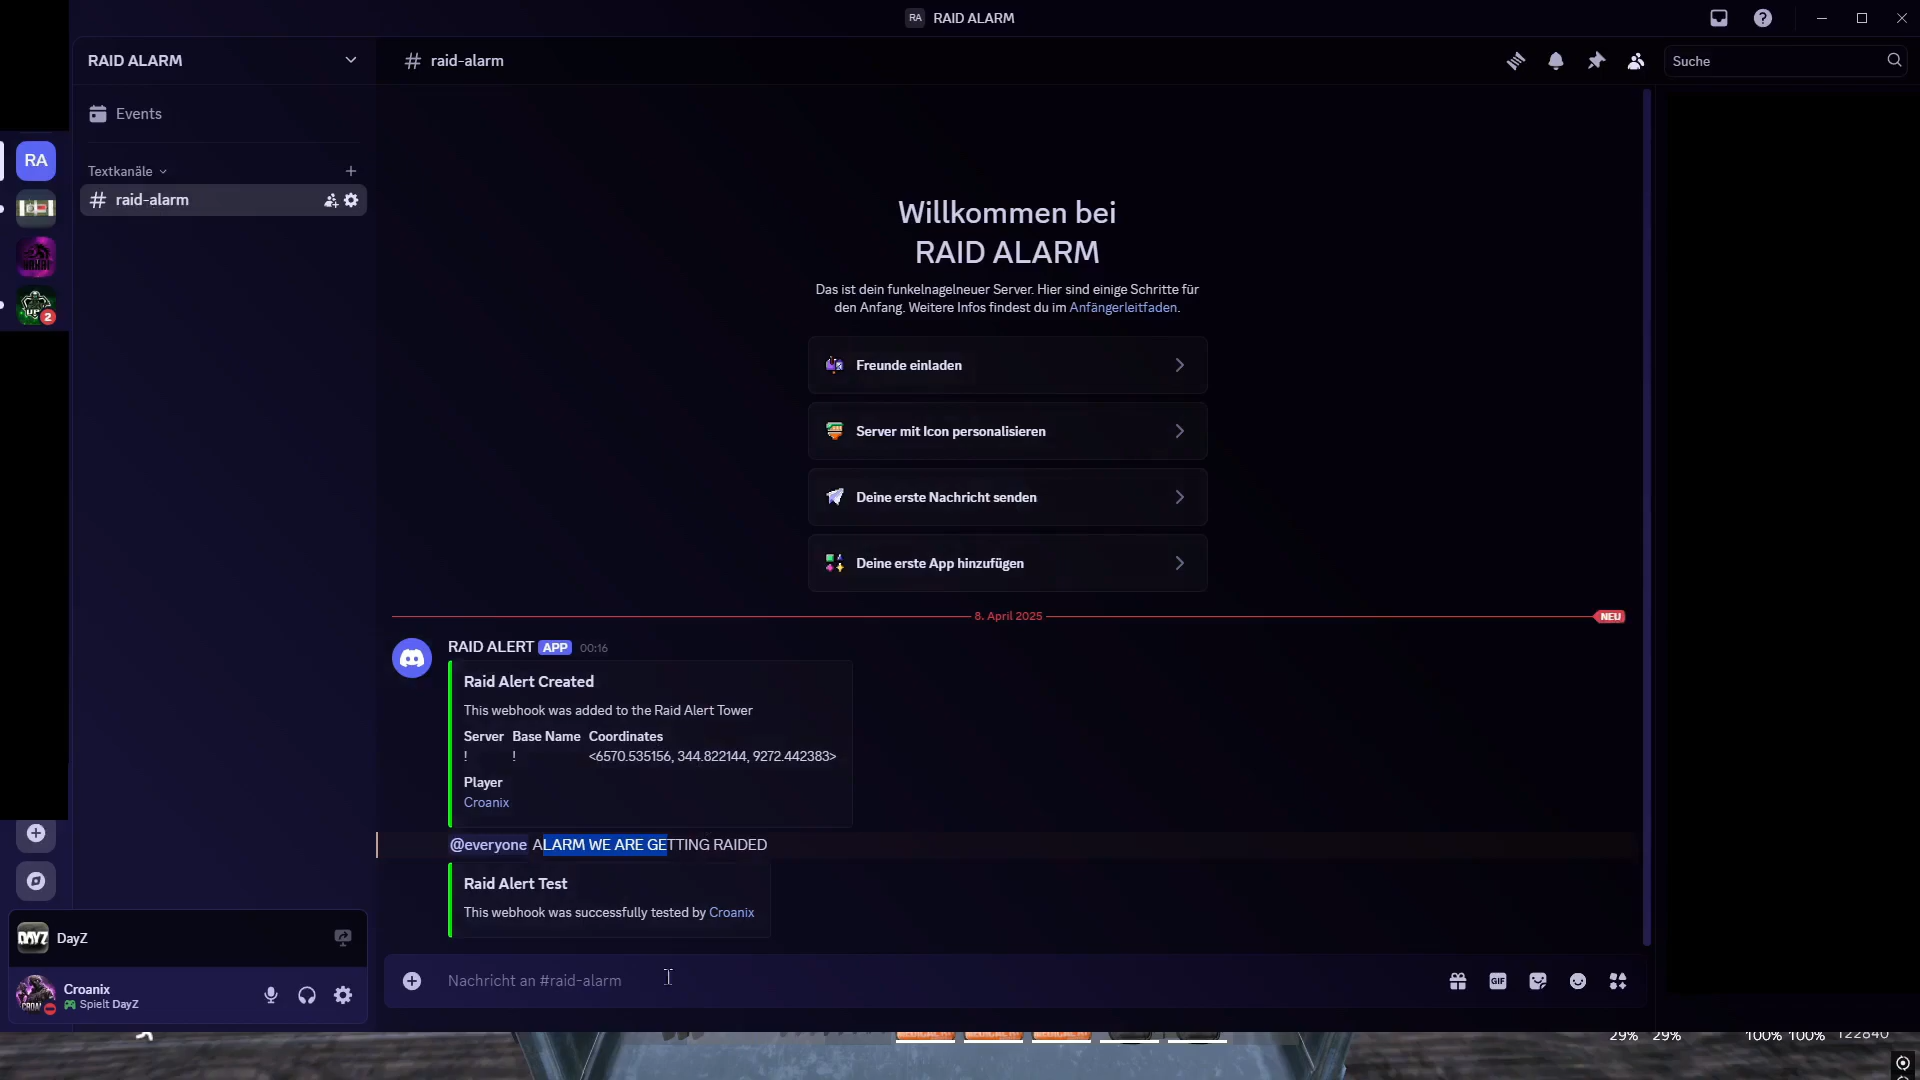 RA RAID ALARM
RAID ALARM
# raid-alarm
Suche
Events
RA
Textkanäle
# raid-alarm
2
Willkommen bei
RAID ALARM
Das ist dein funkelnagelneuer Server. Hier sind einige Schritte für
den Anfang. Weitere Infos findest du im Anfängerleitfaden.
Freunde einladen
Server mit Icon personalisieren
Deine erste Nachricht senden
Deine erste App hinzufügen
8. April 2025
NEU
RAID ALERT APP 00:16
Raid Alert Created
This webhook was added to the Raid Alert Tower
Server Base Name Coordinates
! ! <6570.535156, 344.822144, 9272.442383>
Player
Croanix
@everyone ALARM WE ARE GETTING RAIDED
Raid Alert Test
This webhook was successfully tested by Croanix
DAYZ DayZ
Croanix
Spielt DayZ
Nachricht an #raid-alarm
GIF
29% 29% 100% 100% 122840